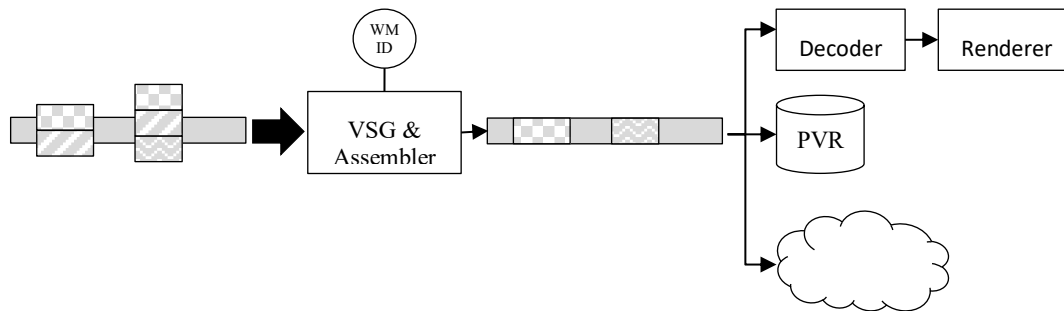 WM
ID
VSG &
Assembler
Decoder
Renderer
PVR